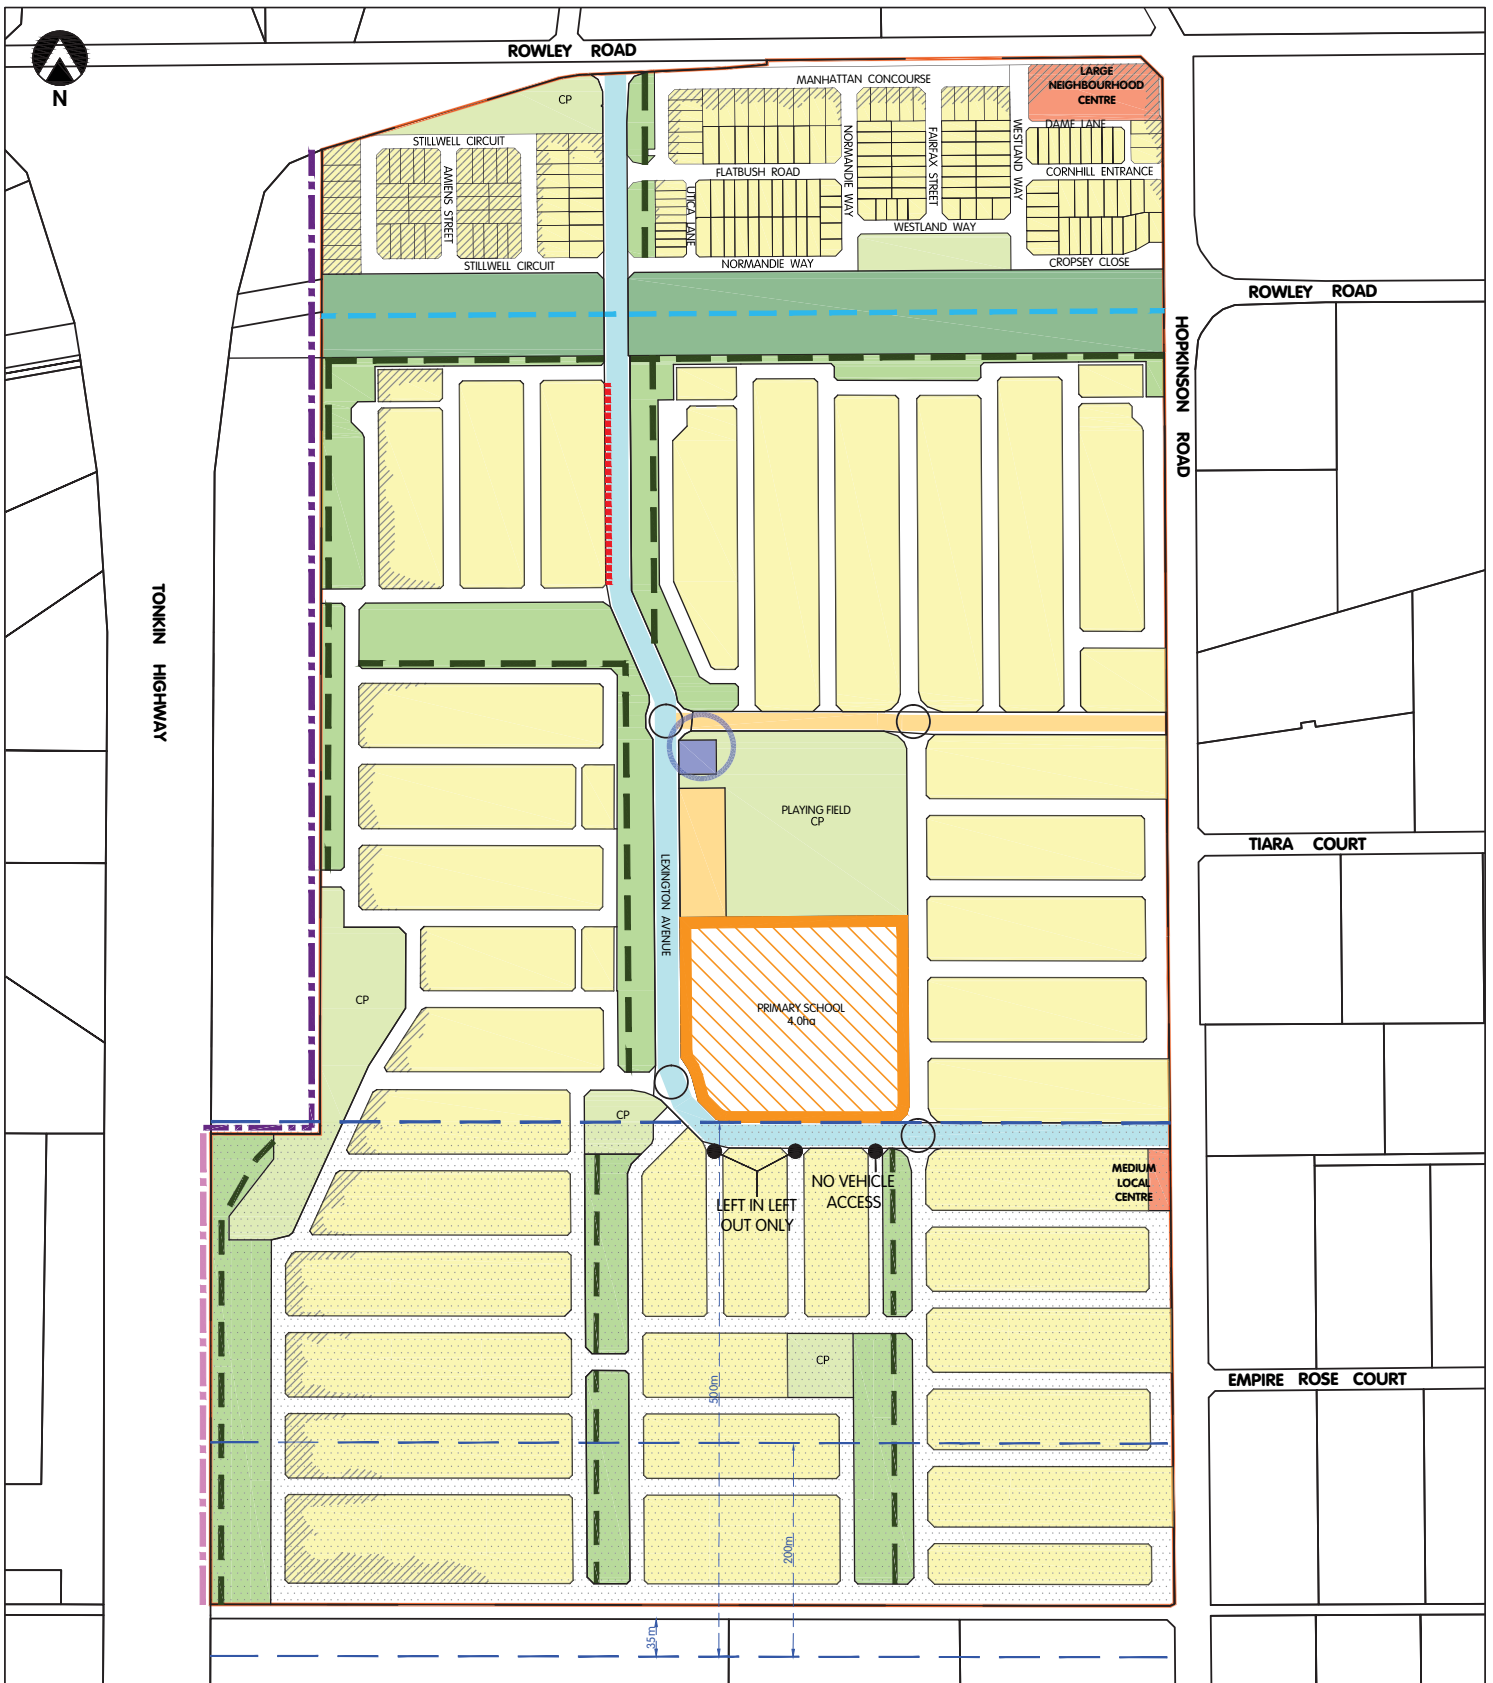 ROWLEY ROAD
N
CP
MANHATTAN CONCOURSE
LARGE
NEIGHBOURHOOD
CENTRE
STILLWELL CIRCUIT
AMIENS STREET
STILLWELL CIRCUIT
FLATBUSH ROAD
UTICA LANE
NORMANDIE WAY
NORMANDIE WAY
FAIRFAX STREET
WESTLAND WAY
WESTLAND WAY
DAME LANE
CORNHILL ENTRANCE
CROPSEY CLOSE
ROWLEY ROAD
HOPKINSON ROAD
TONKIN HIGHWAY
PLAYING FIELD
CP
TIARA COURT
LEXINGTON AVENUE
CP
PRIMARY SCHOOL
4.0ha
CP
MEDIUM
LOCAL
CENTRE
LEFT IN LEFT
OUT ONLY
NO VEHICLE
ACCESS
CP
500m
EMPIRE ROSE COURT
200m
35m